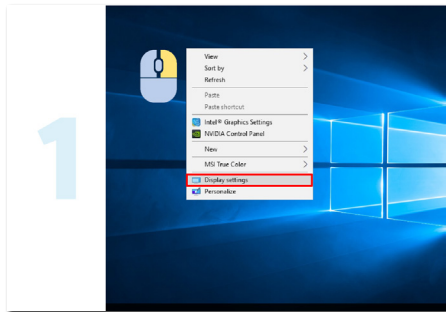 1
View
Sort by
Refresh
Paste
Paste shortcut
Intel® Graphics Settings
NVIDIA Control Panel
New
MSI True Color
Display settings
Personalize